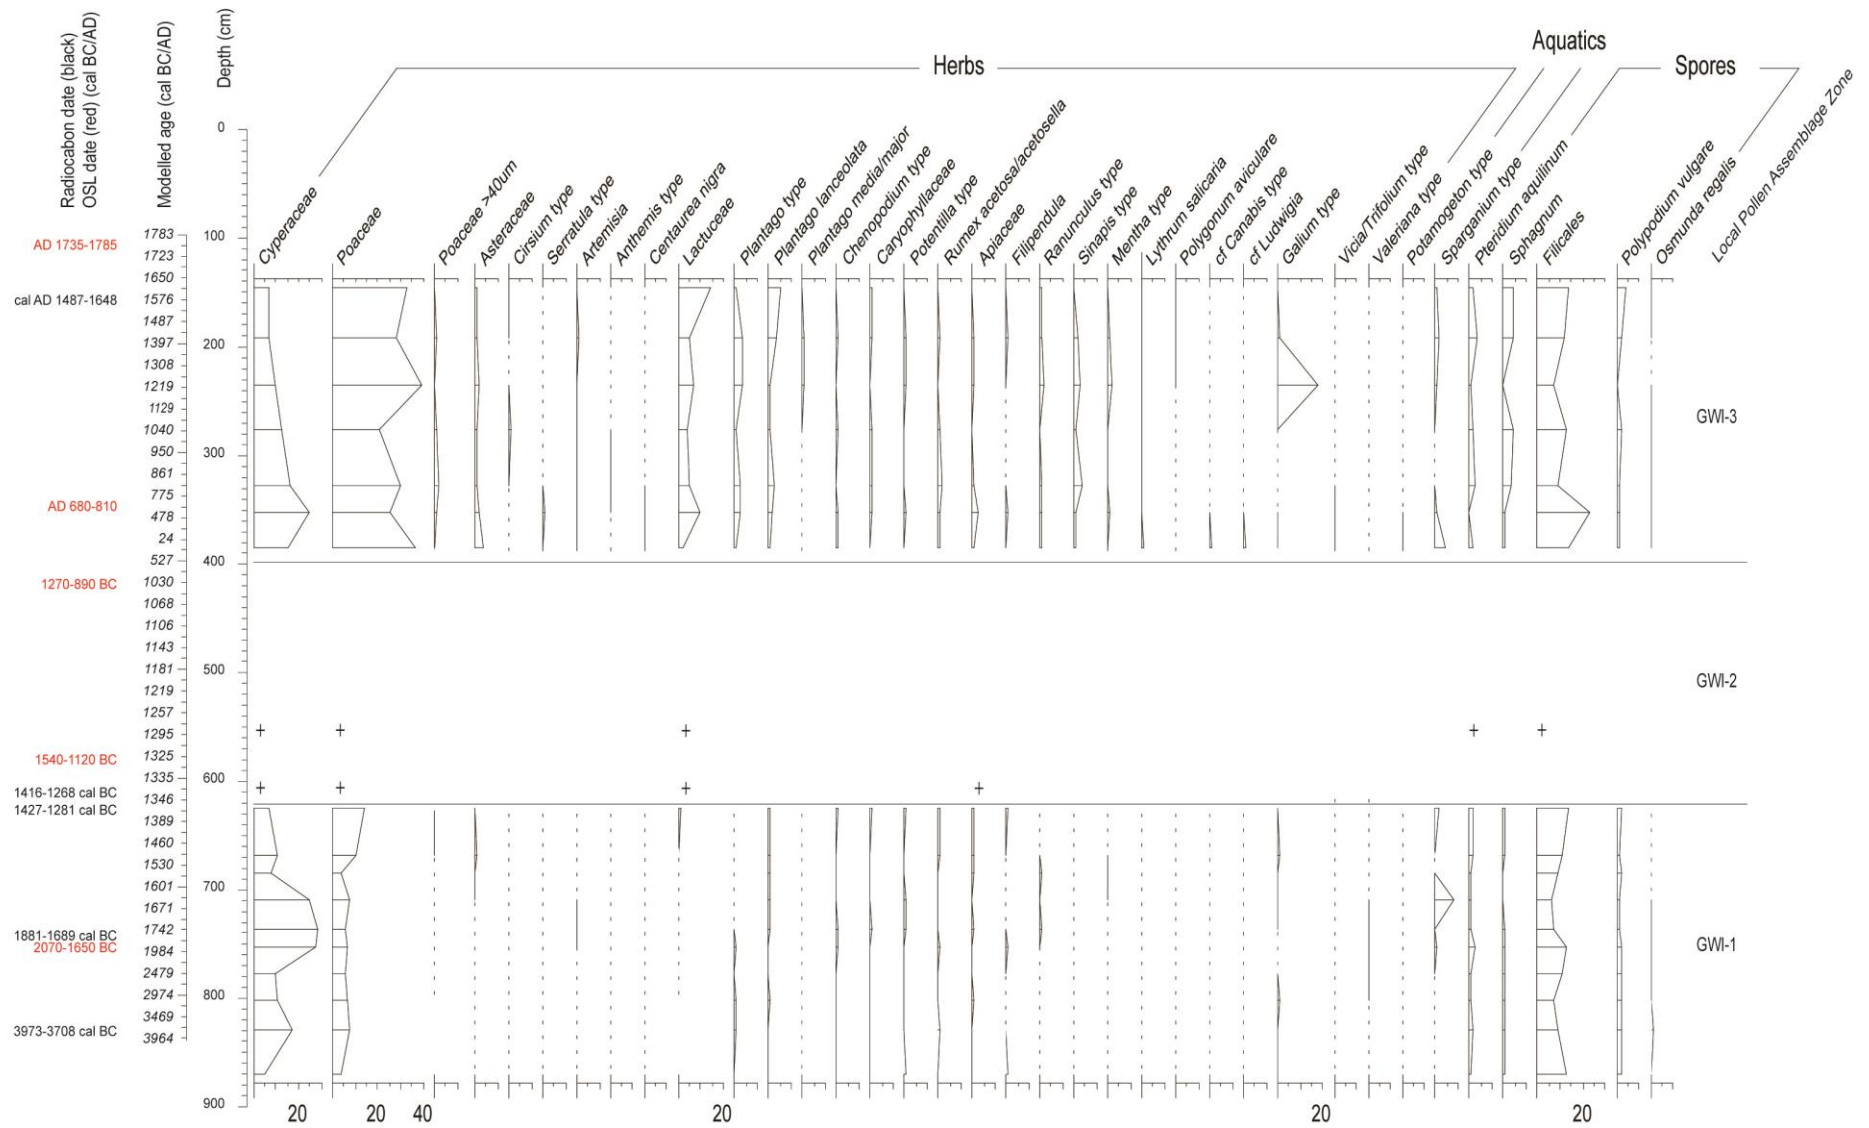 Radiocabon date (black)
OSL date (red) (cal BC/AD)
Modelled age (cal BC/AD)
Depth (cm)
Herbs
Aquatics
Spores
Cyperaceae
Poaceae
Poaceae >40um
Asteraceae
Cirsium type
Serratula type
Artemisia
Anthemis type
Centaurea nigra
Lactuceae
Plantago type
Plantago lanceolata
Plantago media/major
Chenopodium type
Caryophyllaceae
Potentilla type
Rumex acetosa/acetosella
Apiaceae
Filipendula
Ranunculus type
Sinapis type
Mentha type
Lythrum salicaria
Polygonum aviculare
cf Canabis type
cf Ludwigia
Galium type
Vicia/Trifolium type
Valeriana type
Potamogeton type
Sparganium type
Pteridium aquilinum
Sphagnum
Filicales
Polypodium vulgare
Osmunda regalis
Local Pollen Assemblage Zone
AD 1735-1785
cal AD 1487-1648
AD 680-810
1270-890 BC
1540-1120 BC
1416-1268 cal BC
1427-1281 cal BC
1881-1689 cal BC
2070-1650 BC
3973-3708 cal BC
1783
1723
1650
1576
1487
1397
1308
1219
1129
1040
950
861
775
478
24
527
1030
1068
1106
1143
1181
1219
1257
1295
1325
1335
1346
1389
1460
1530
1601
1671
1742
1984
2479
2974
3469
3964
0
100
200
300
400
500
600
700
800
900
GWI-3
GWI-2
GWI-1
20
20
40
20
20
20